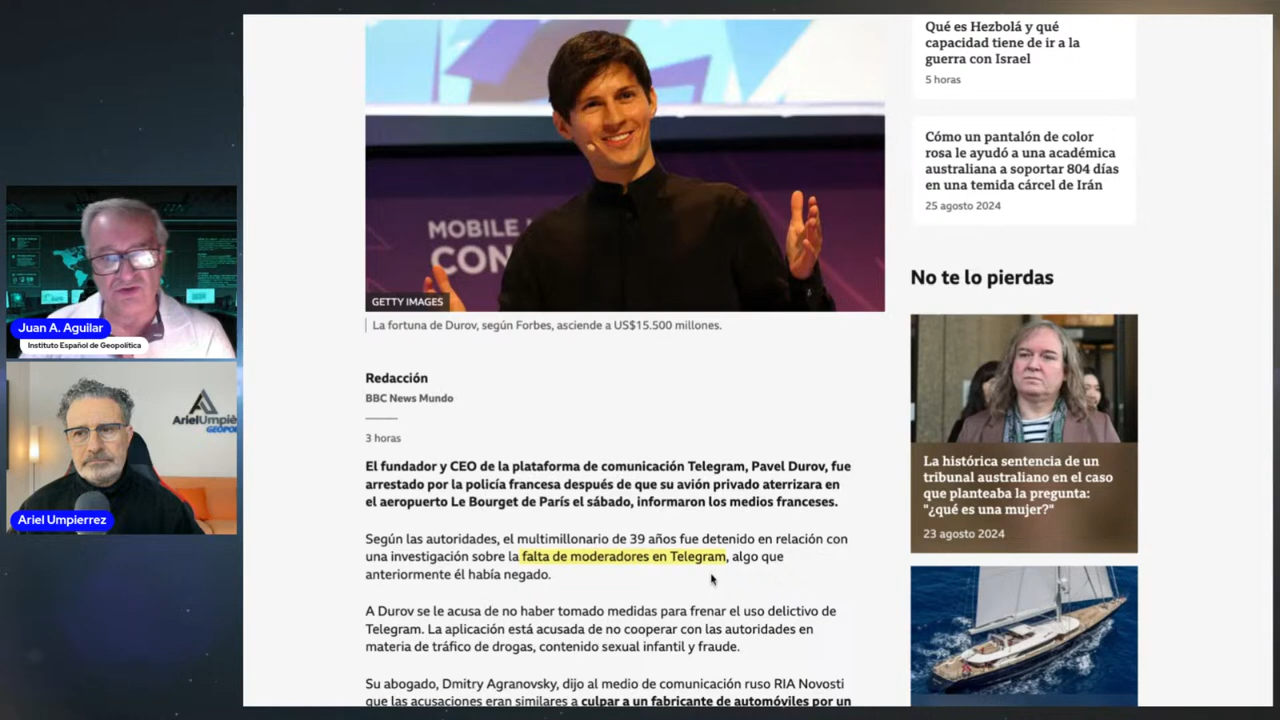 Juan A. Aguilar
Instituto Español de Geopolítica
Ariel Umpierrez
MOBILE
CON
GETTY IMAGES
La fortuna de Durov, según Forbes, asciende a US$15.500 millones.
Redacción
BBC News Mundo
3 horas
El fundador y CEO de la plataforma de comunicación Telegram, Pavel Durov, fue
arrestado por la policía francesa después de que su avión privado aterrizara en
el aeropuerto Le Bourget de París el sábado, informaron los medios franceses.
Según las autoridades, el multimillonario de 39 años fue detenido en relación con
una investigación sobre la falta de moderadores en Telegram, algo que
anteriormente él había negado.
A Durov se le acusa de no haber tomado medidas para frenar el uso delictivo de
Telegram. La aplicación está acusada de no cooperar con las autoridades en
materia de tráfico de drogas, contenido sexual infantil y fraude.
Su abogado, Dmitry Agranovsky, dijo al medio de comunicación ruso RIA Novosti
que las acusaciones eran similares a culpar a un fabricante de automóviles por un
Qué es Hezbolá y qué
capacidad tiene de ir a la
guerra con Israel
5 horas
Cómo un pantalón de color
rosa le ayudó a una académica
australiana a soportar 804 días
en una temida cárcel de Irán
25 agosto 2024
No te lo pierdas
La histórica sentencia de un
tribunal australiano en el caso
que planteaba la pregunta:
"¿qué es una mujer?"
23 agosto 2024